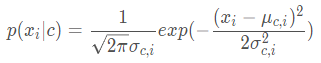 p(x_i|c) = \frac{1}{\sqrt{2\pi}\sigma_{c,i}} exp(-\frac{(x_i - \mu_{c,i})^2}{2\sigma_{c,i}^2})